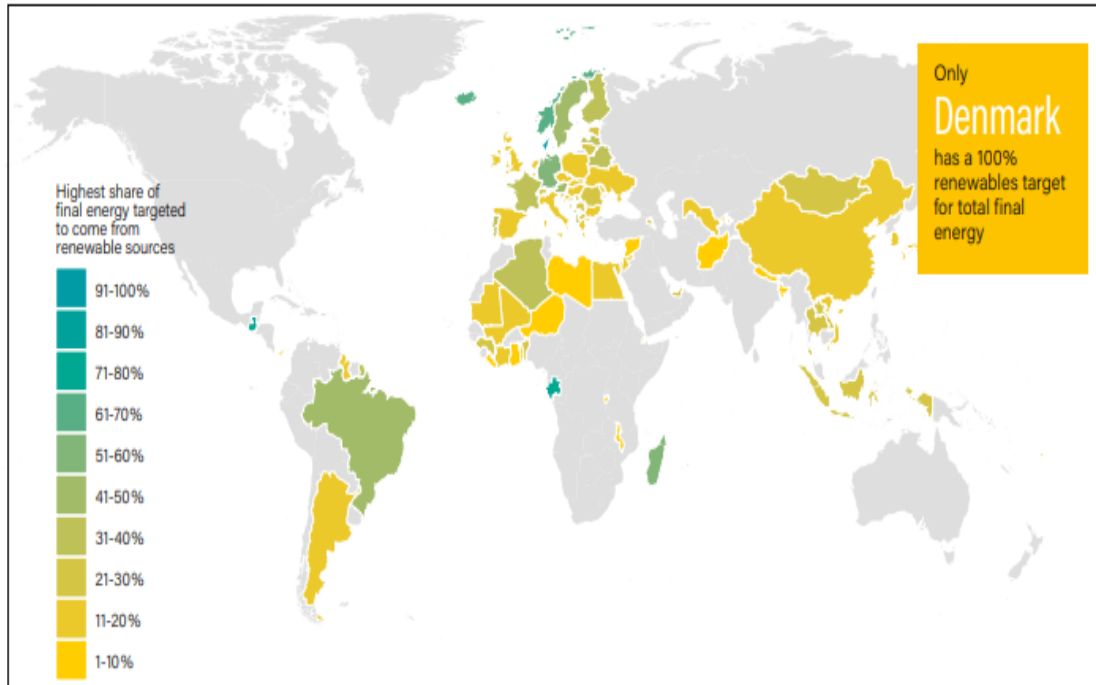 Only
Denmark
has a 100%
renewables target
for total final
energy
Highest share of
final energy targeted
to come from
renewable sources
91-100%
81-90%
71-80%
61-70%
51-60%
41-50%
31-40%
21-30%
11-20%
1-10%